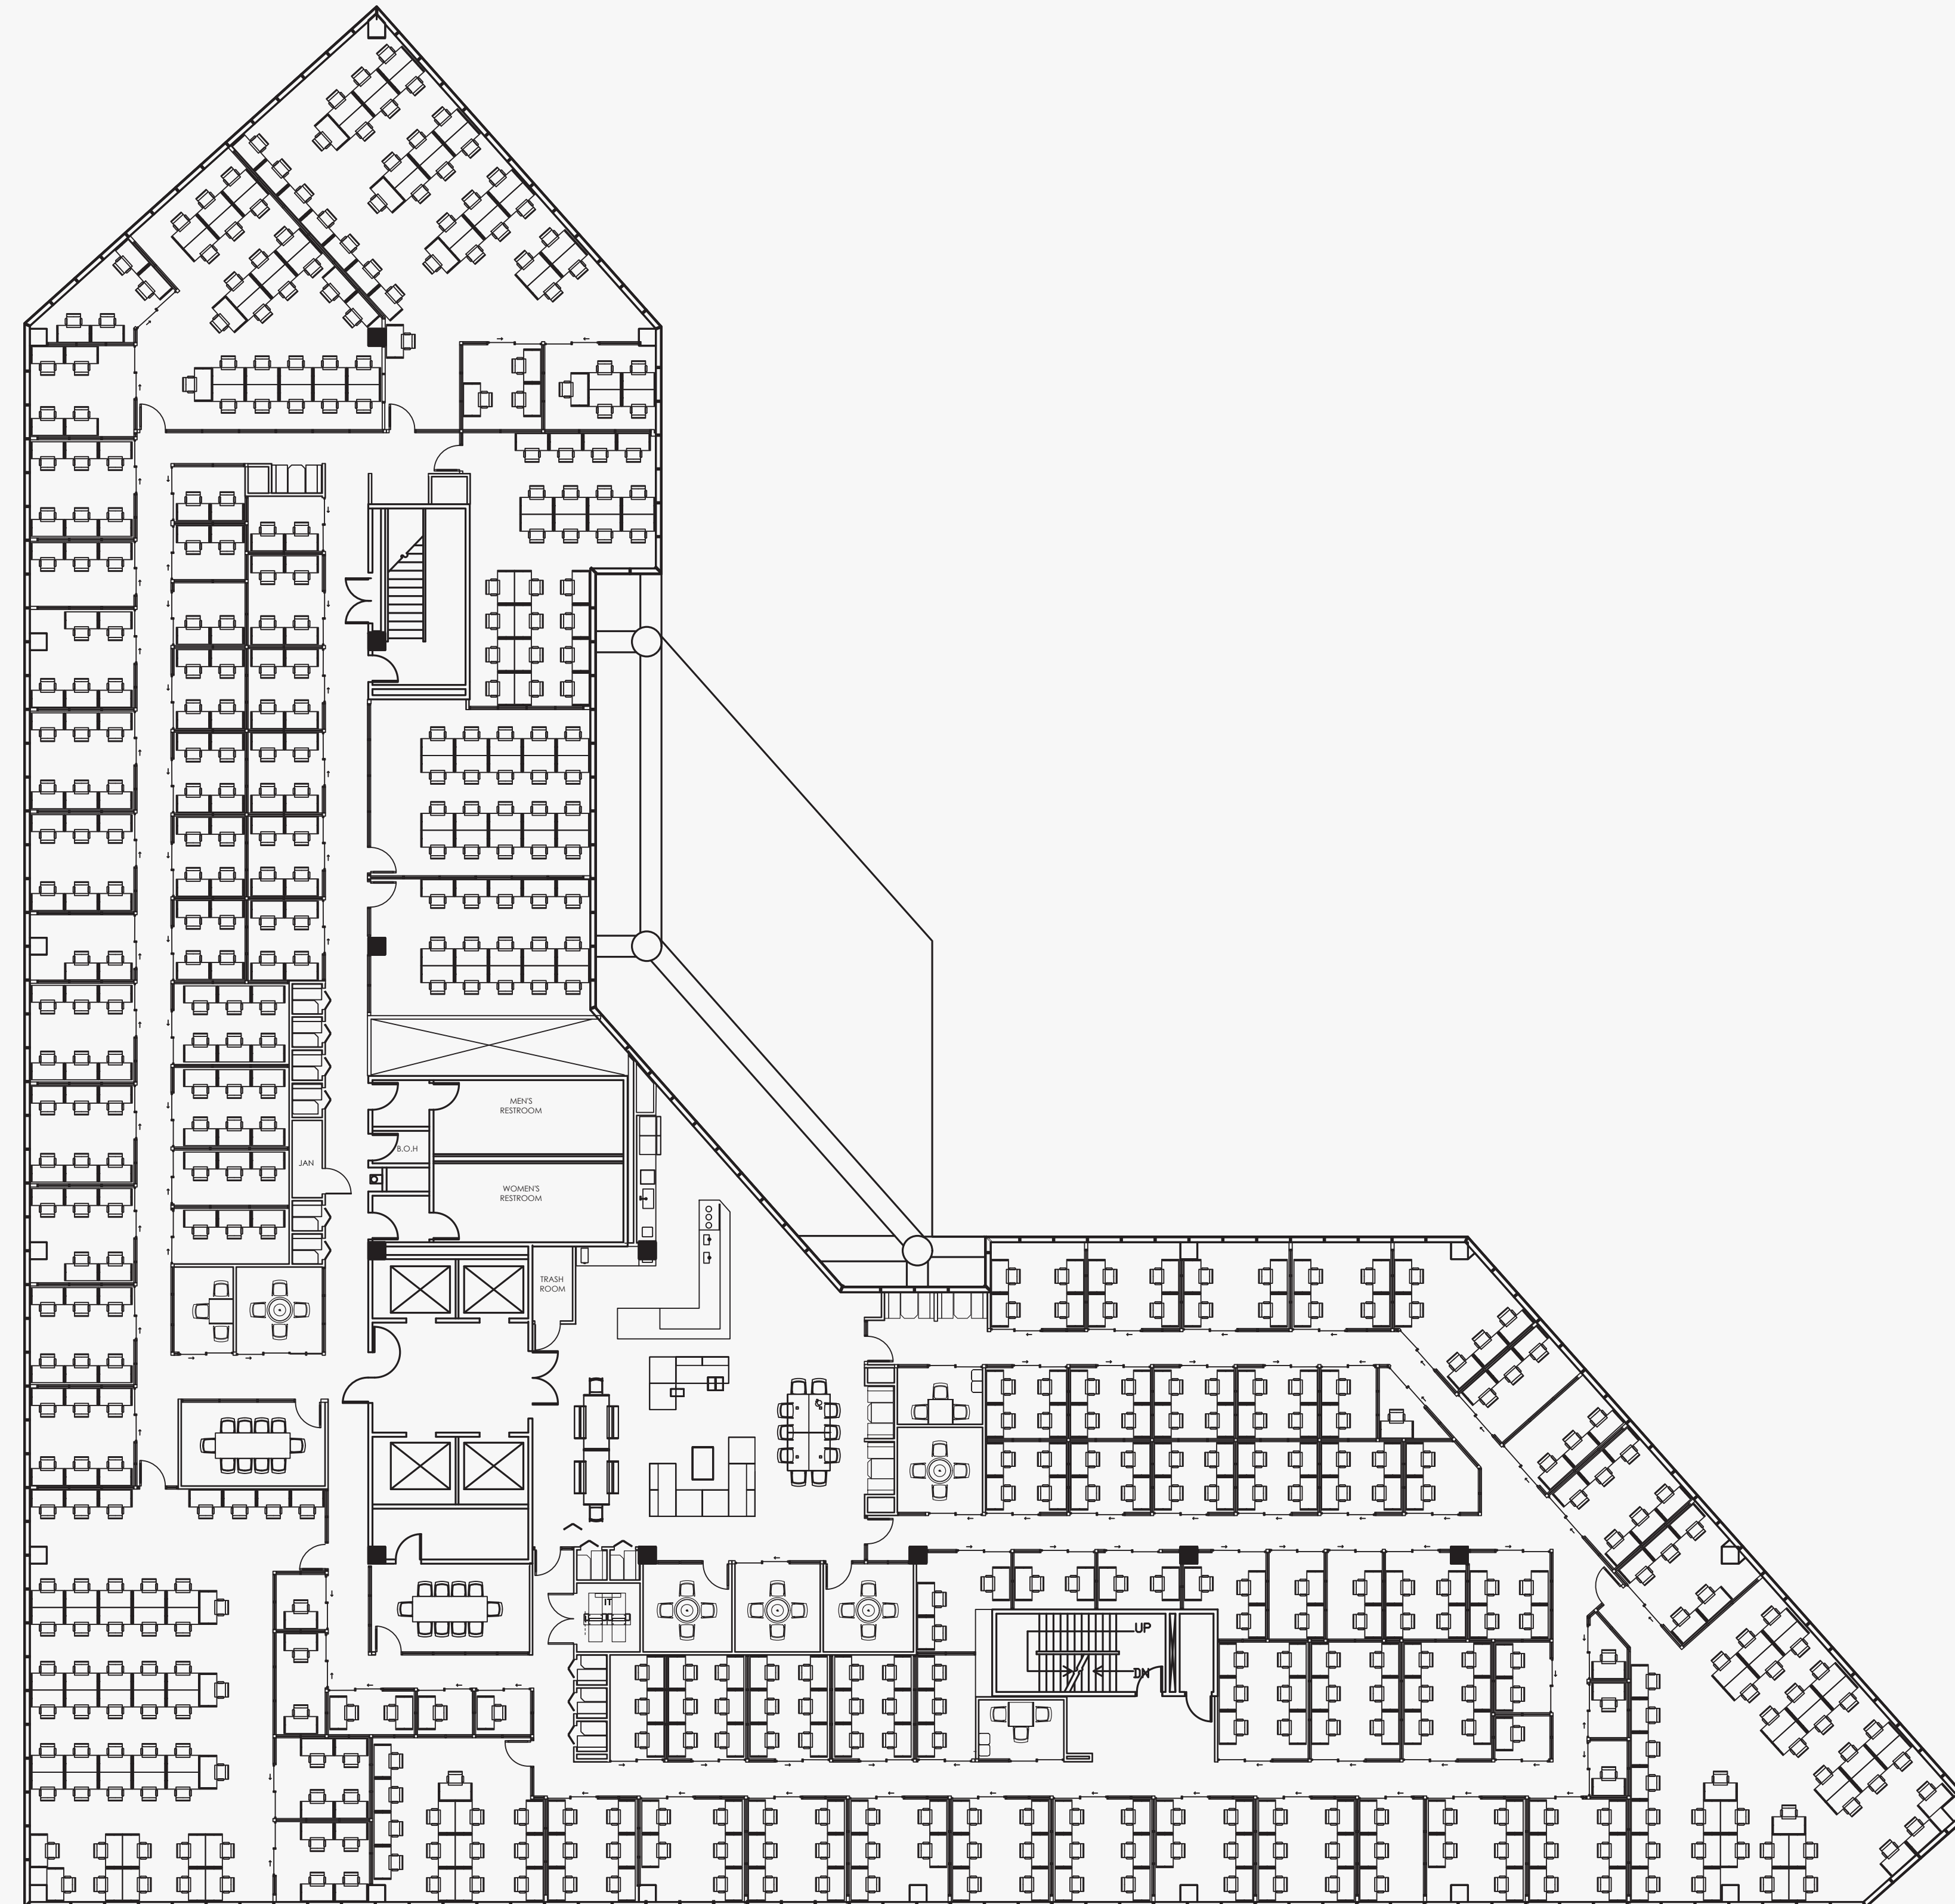 MEN'S
RESTROOM
B.O.H
JAN
WOMEN'S
RESTROOM
TRASH
ROOM
IT
UP
DN